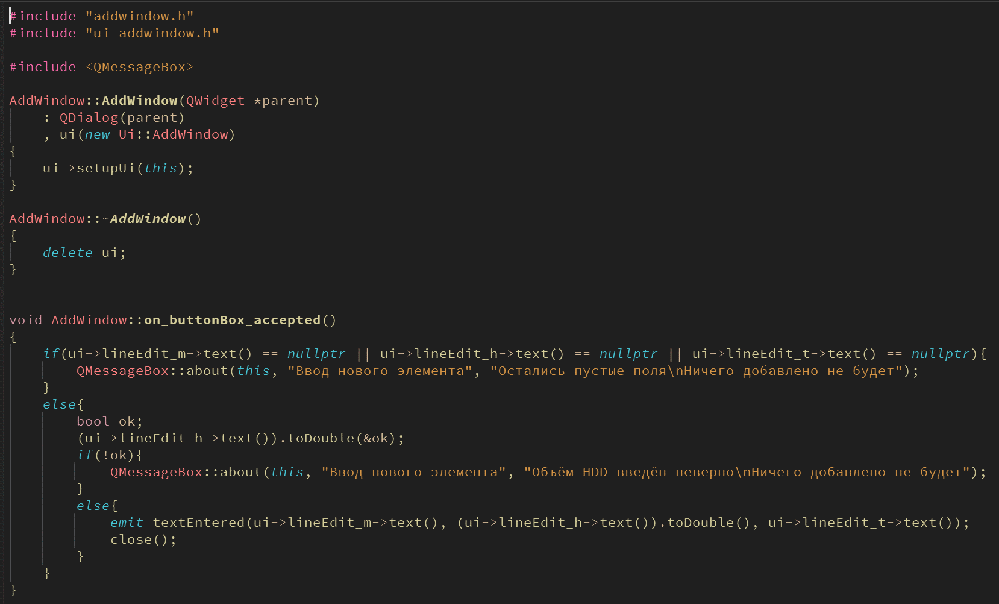 #include "addwindow.h"
#include "ui_addwindow.h"
#include <QMessageBox>
AddWindow::AddWindow(QWidget *parent)
    : QDialog(parent)
    , ui(new Ui::AddWindow)
{
    ui->setupUi(this);
}
AddWindow::~AddWindow()
{
    delete ui;
}
void AddWindow::on_buttonBox_accepted()
{
    if(ui->lineEdit_m->text() == nullptr || ui->lineEdit_h->text() == nullptr || ui->lineEdit_t->text() == nullptr){
        QMessageBox::about(this, "Ввод нового элемента", "Остались пустые поля\nНичего добавлено не будет");
    }
    else{
        bool ok;
        (ui->lineEdit_h->text()).toDouble(&ok);
        if(!ok){
            QMessageBox::about(this, "Ввод нового элемента", "Объём HDD введён неверно\nНичего добавлено не будет");
        }
        else{
            emit textEntered(ui->lineEdit_m->text(), (ui->lineEdit_h->text()).toDouble(), ui->lineEdit_t->text());
            close();
        }
    }
}